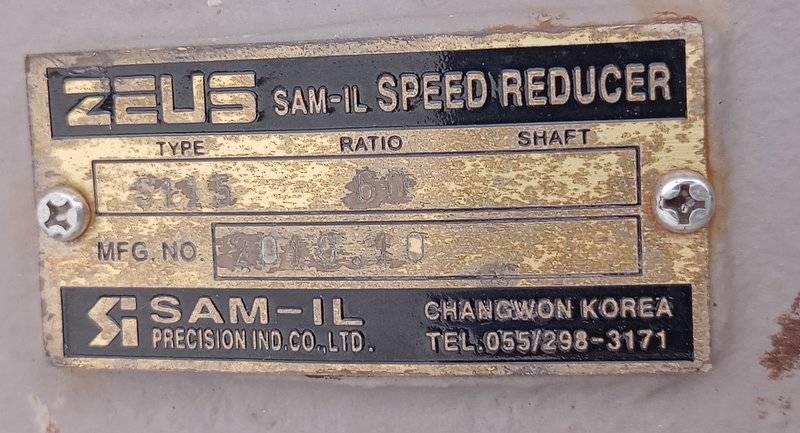 ZEUS SAM-IL SPEED REDUCER
TYPE RATIO SHAFT
S115 60
MFG. NO.
SAM-IL CHANGWON KOREA
PRECISION IND.CO.,LTD. TEL.055/298-3171